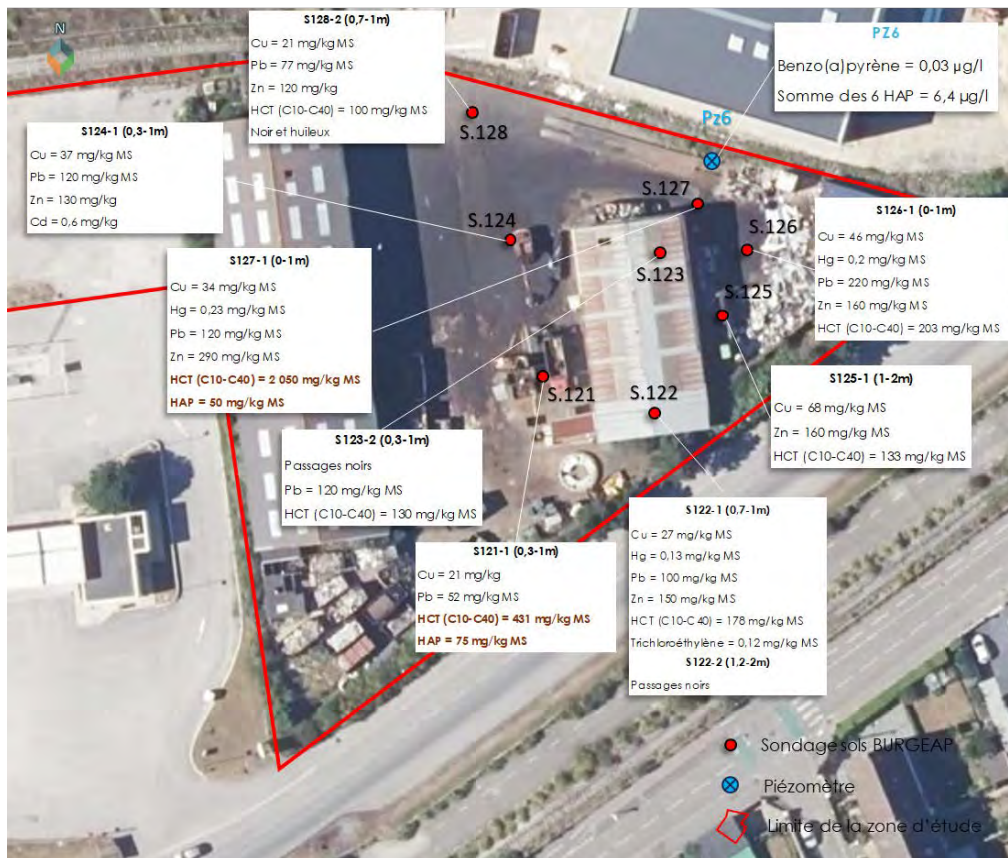 N
S128-2 (0,7-1m)
Cu = 21 mg/kg MS
Pb = 77 mg/kg MS
Zn = 120 mg/kg
HCT (C10-C40) = 100 mg/kg MS
Noir et huileux
PZ6
Benzo(a)pyrène = 0,03 µg/l
Somme des 6 HAP = 6,4 µg/l
Pz6
S.128
S124-1 (0,3-1m)
Cu = 37 mg/kg MS
Pb = 120 mg/kg MS
Zn = 130 mg/kg
Cd = 0,6 mg/kg
S.127
S.124
S.126
S.123
S126-1 (0-1m)
Cu = 46 mg/kg MS
Hg = 0,2 mg/kg MS
Pb = 220 mg/kg MS
Zn = 160 mg/kg MS
HCT (C10-C40) = 203 mg/kg MS
S127-1 (0-1m)
Cu = 34 mg/kg MS
Hg = 0,23 mg/kg MS
Pb = 120 mg/kg MS
Zn = 290 mg/kg MS
HCT (C10-C40) = 2 050 mg/kg MS
HAP = 50 mg/kg MS
S.125
S.121
S.122
S125-1 (1-2m)
Cu = 68 mg/kg MS
Zn = 160 mg/kg MS
HCT (C10-C40) = 133 mg/kg MS
S123-2 (0,3-1m)
Passages noirs
Pb = 120 mg/kg MS
HCT (C10-C40) = 130 mg/kg MS
S121-1 (0,3-1m)
Cu = 21 mg/kg
Pb = 52 mg/kg MS
HCT (C10-C40) = 431 mg/kg MS
HAP = 75 mg/kg MS
S122-1 (0,7-1m)
Cu = 27 mg/kg MS
Hg = 0,13 mg/kg MS
Pb = 100 mg/kg MS
Zn = 150 mg/kg MS
HCT (C10-C40) = 178 mg/kg MS
Trichloroéthylène = 0,12 mg/kg MS
S122-2 (1,2-2m)
Passages noirs
Sondage sols BURGEAP
Piézomètre
Limite de la zone d'étude